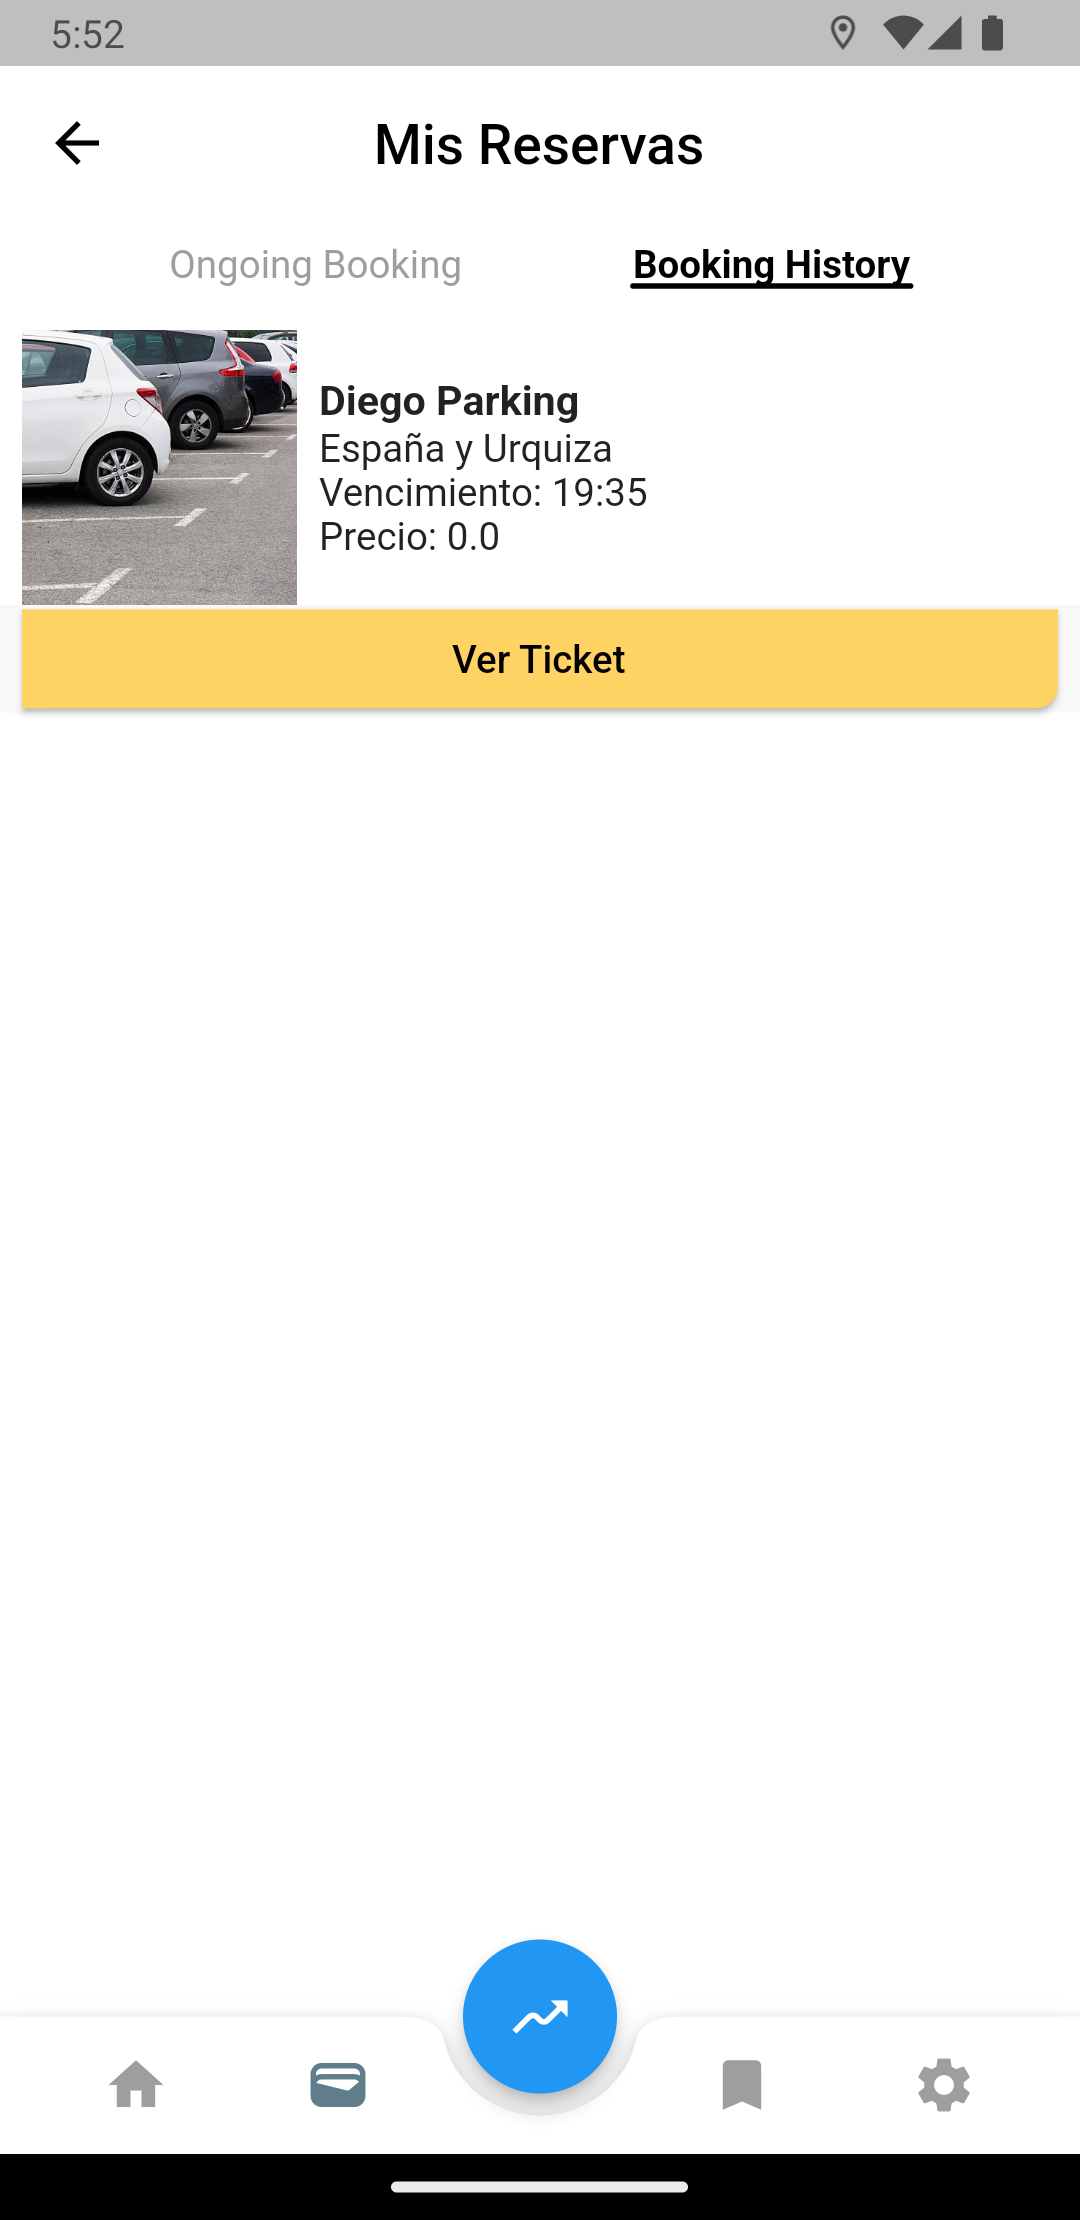 5:52
Mis Reservas
Ongoing Booking
Booking History
Diego Parking
España y Urquiza
Vencimiento: 19:35
Precio: 0.0
Ver Ticket